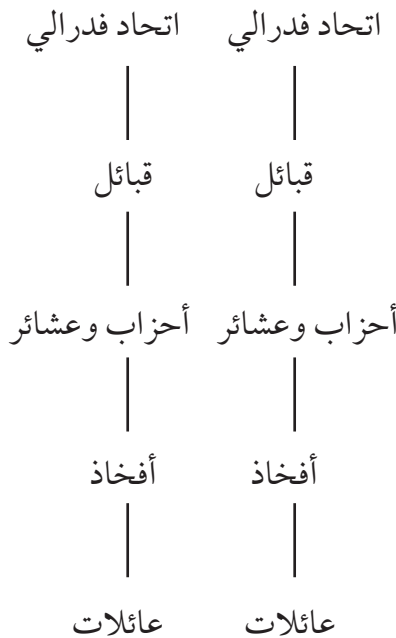 اتحاد فدرالي اتحاد فدرالي
قبائل قبائل
أحزاب وعشائر أحزاب وعشائر
أفخاذ أفخاذ
عائلات عائلات